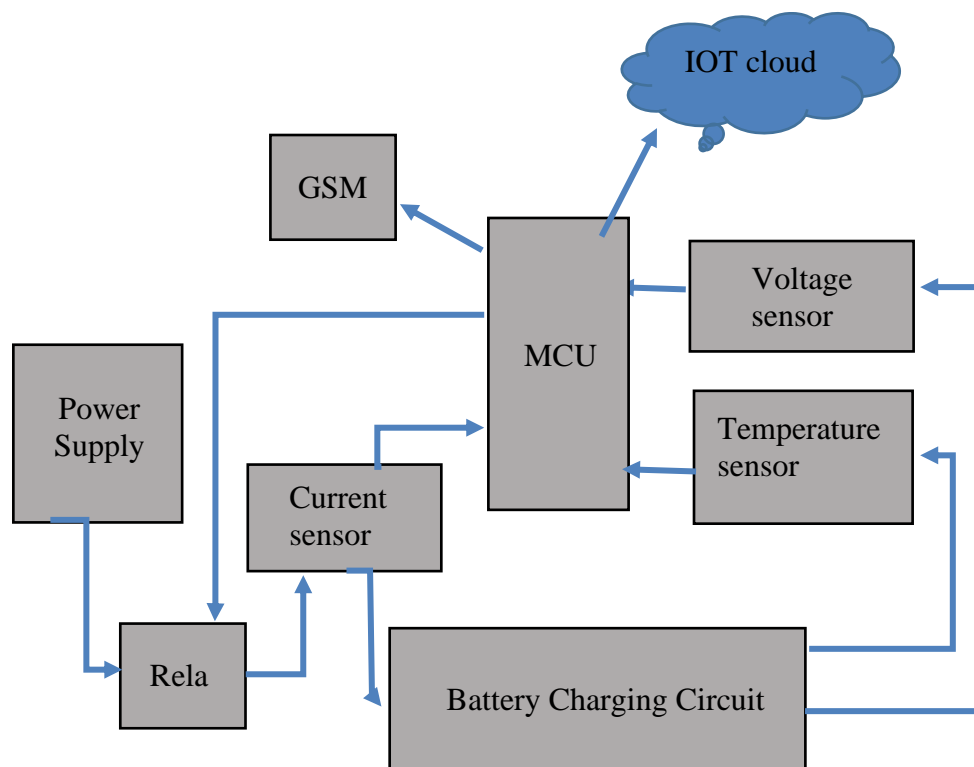 IOT cloud
GSM
Voltage
sensor
MCU
Power
Supply
Temperature
sensor
Current
sensor
Rela
Battery Charging Circuit